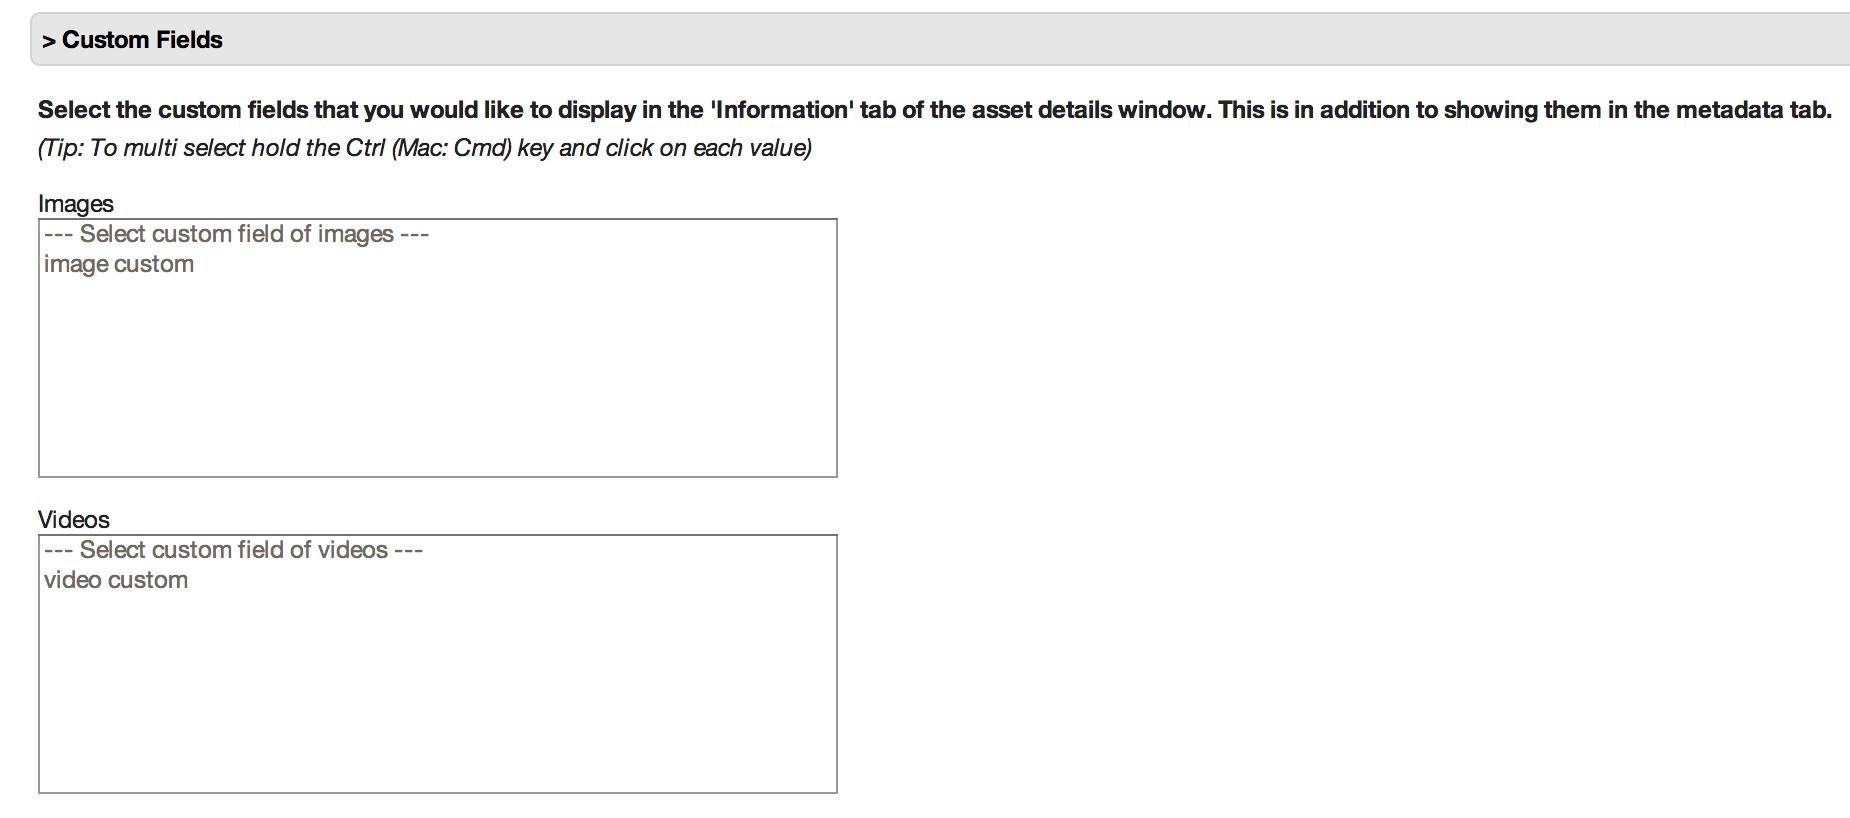 > Custom Fields
Select the custom fields that you would like to display in the 'Information' tab of the asset details window. This is in addition to showing them in the metadata tab.
(Tip: To multi select hold the Ctrl (Mac: Cmd) key and click on each value)
Images
--- Select custom field of images ---
image custom
Videos
--- Select custom field of videos ---
video custom